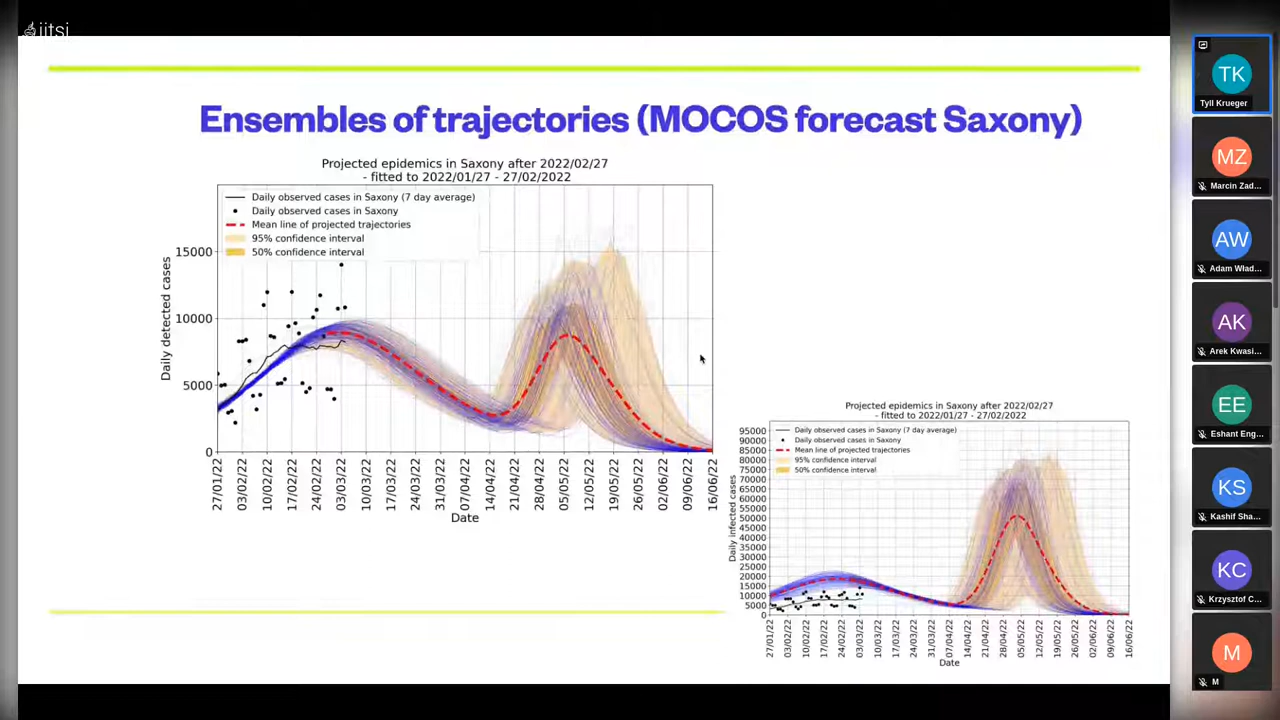 jitsi
Ensembles of trajectories (MOCOS forecast Saxony)
Projected epidemics in Saxony after 2022/02/27
- fitted to 2022/01/27 - 27/02/2022
Daily observed cases in Saxony (7 day average)
Daily observed cases in Saxony
Mean line of projected trajectories
95% confidence interval
50% confidence interval
Daily detected cases
15000
10000
5000
0
27/01/22 03/02/22 10/02/22 17/02/22 24/02/22 03/03/22 10/03/22 17/03/22 24/03/22 31/03/22 07/04/22 14/04/22 21/04/22 28/04/22 05/05/22 12/05/22 19/05/22 26/05/22 02/06/22 09/06/22 16/06/22
Date
Projected epidemics in Saxony after 2022/02/27
- fitted to 2022/01/27 - 27/02/2022
Daily observed cases in Saxony (7 day average)
Daily observed cases in Saxony
Mean line of projected trajectories
95% confidence interval
50% confidence interval
Daily infected cases
95000
90000
85000
80000
75000
70000
65000
60000
55000
50000
45000
40000
35000
30000
25000
20000
15000
10000
5000
0
27/01/22 03/02/22 10/02/22 17/02/22 24/02/22 03/03/22 10/03/22 17/03/22 24/03/22 31/03/22 07/04/22 14/04/22 21/04/22 28/04/22 05/05/22 12/05/22 19/05/22 26/05/22 02/06/22 09/06/22 16/06/22
Date
TK
Tyll Krueger
MZ
Marcin Zad...
AW
Adam Wład...
AK
Arek Kwasi...
EE
Eshant Eng...
KS
Kashif Sha...
KC
Krzysztof C...
M
M